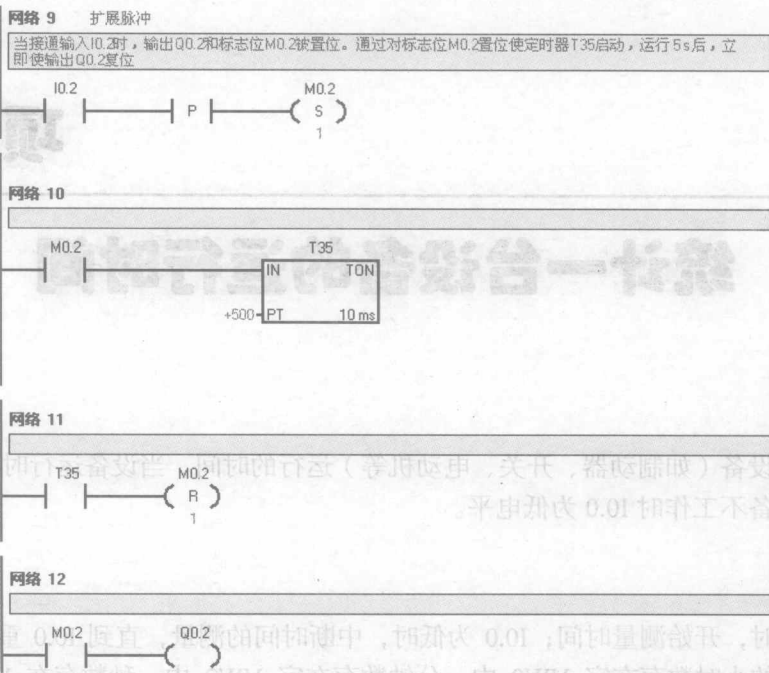 网络 9 扩展脉冲
当接通输入I0.2时，输出Q0.2和标志位M0.2被置位。通过对标志位M0.2置位使定时器T35启动，运行5s后，立
即使输出Q0.2复位
I0.2
P
M0.2
S
1
网络 10
M0.2
T35
IN TON
+500 PT 10 ms
网络 11
T35
M0.2
R
1
网络 12
M0.2
Q0.2